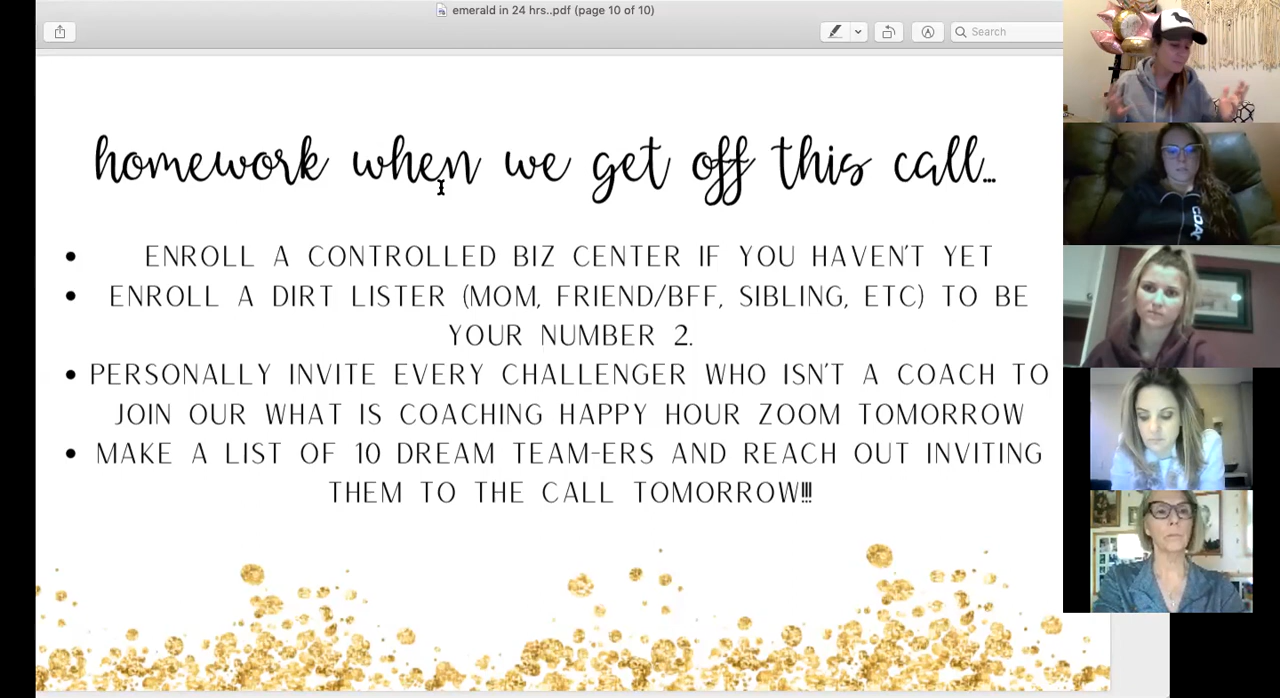 emerald in 24 hrs..pdf (page 10 of 10)
Search
homework when we get off this call...
• ENROLL A CONTROLLED BIZ CENTER IF YOU HAVEN'T YET
• ENROLL A DIRT LISTER (MOM, FRIEND/BFF, SIBLING, ETC) TO BE
YOUR NUMBER 2.
• PERSONALLY INVITE EVERY CHALLENGER WHO ISN'T A COACH TO
JOIN OUR WHAT IS COACHING HAPPY HOUR ZOOM TOMORROW
• MAKE A LIST OF 10 DREAM TEAM-ERS AND REACH OUT INVITING
THEM TO THE CALL TOMORROW!!!